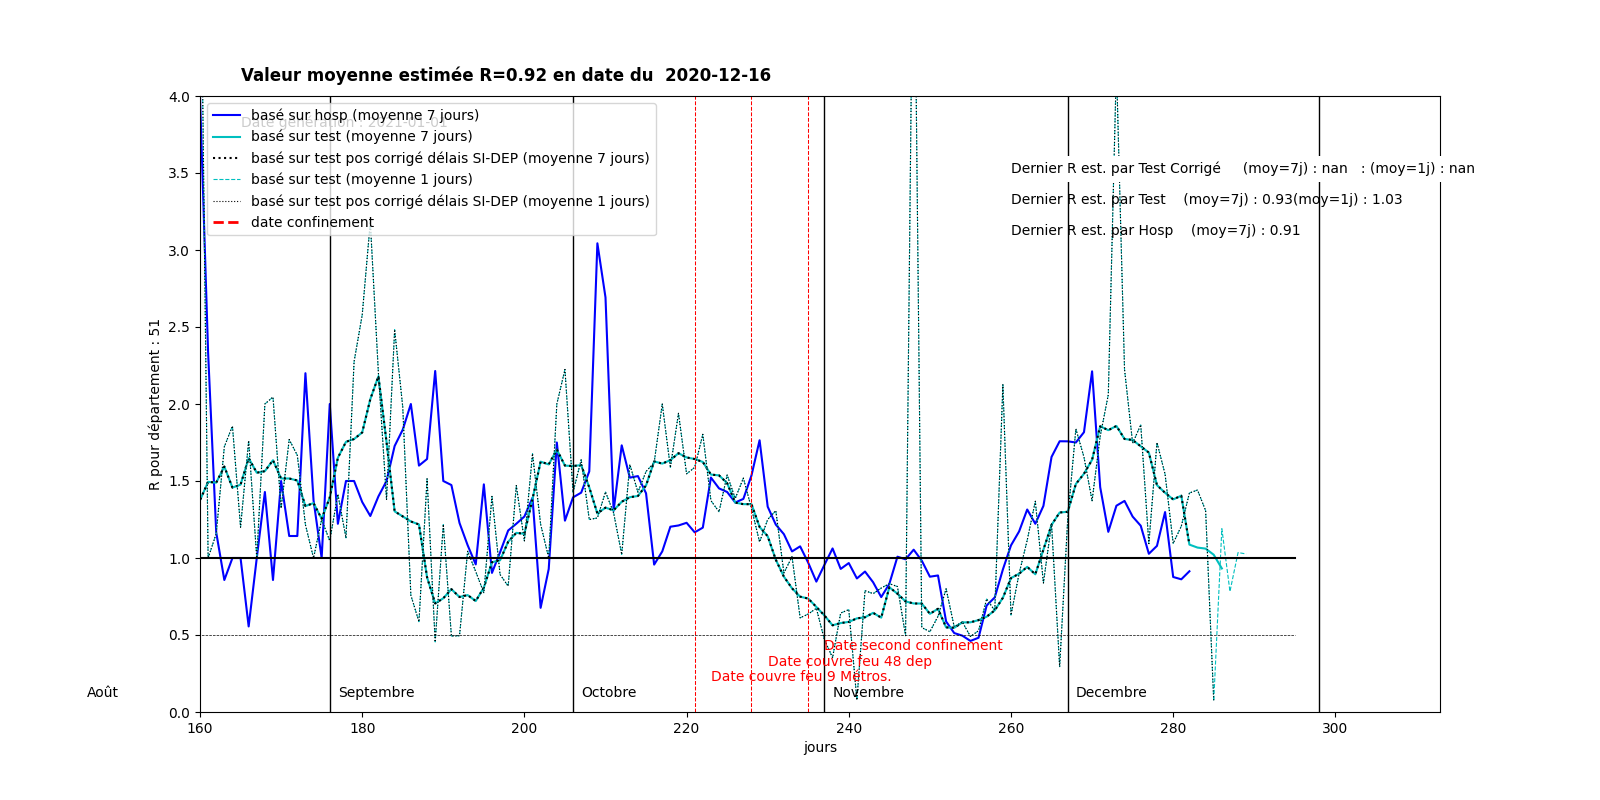 Valeur moyenne estimée R=0.92 en date du  2020-12-16
Date génération : 2021-01-01
basé sur hosp (moyenne 7 jours)
basé sur test (moyenne 7 jours)
basé sur test pos corrigé délais SI-DEP (moyenne 7 jours)
basé sur test (moyenne 1 jours)
basé sur test pos corrigé délais SI-DEP (moyenne 1 jours)
date confinement
Dernier R est. par Test Corrigé     (moy=7j) : nan   : (moy=1j) : nan
Dernier R est. par Test    (moy=7j) : 0.93(moy=1j) : 1.03
Dernier R est. par Hosp    (moy=7j) : 0.91
R pour département : 51
4.0
3.5
3.0
2.5
2.0
1.5
1.0
0.5
0.0
Date second confinement
Date couvre feu 48 dep
Date couvre feu 9 Métros.
Août
Septembre
Octobre
Novembre
Decembre
160
180
200
220
240
260
280
300
jours